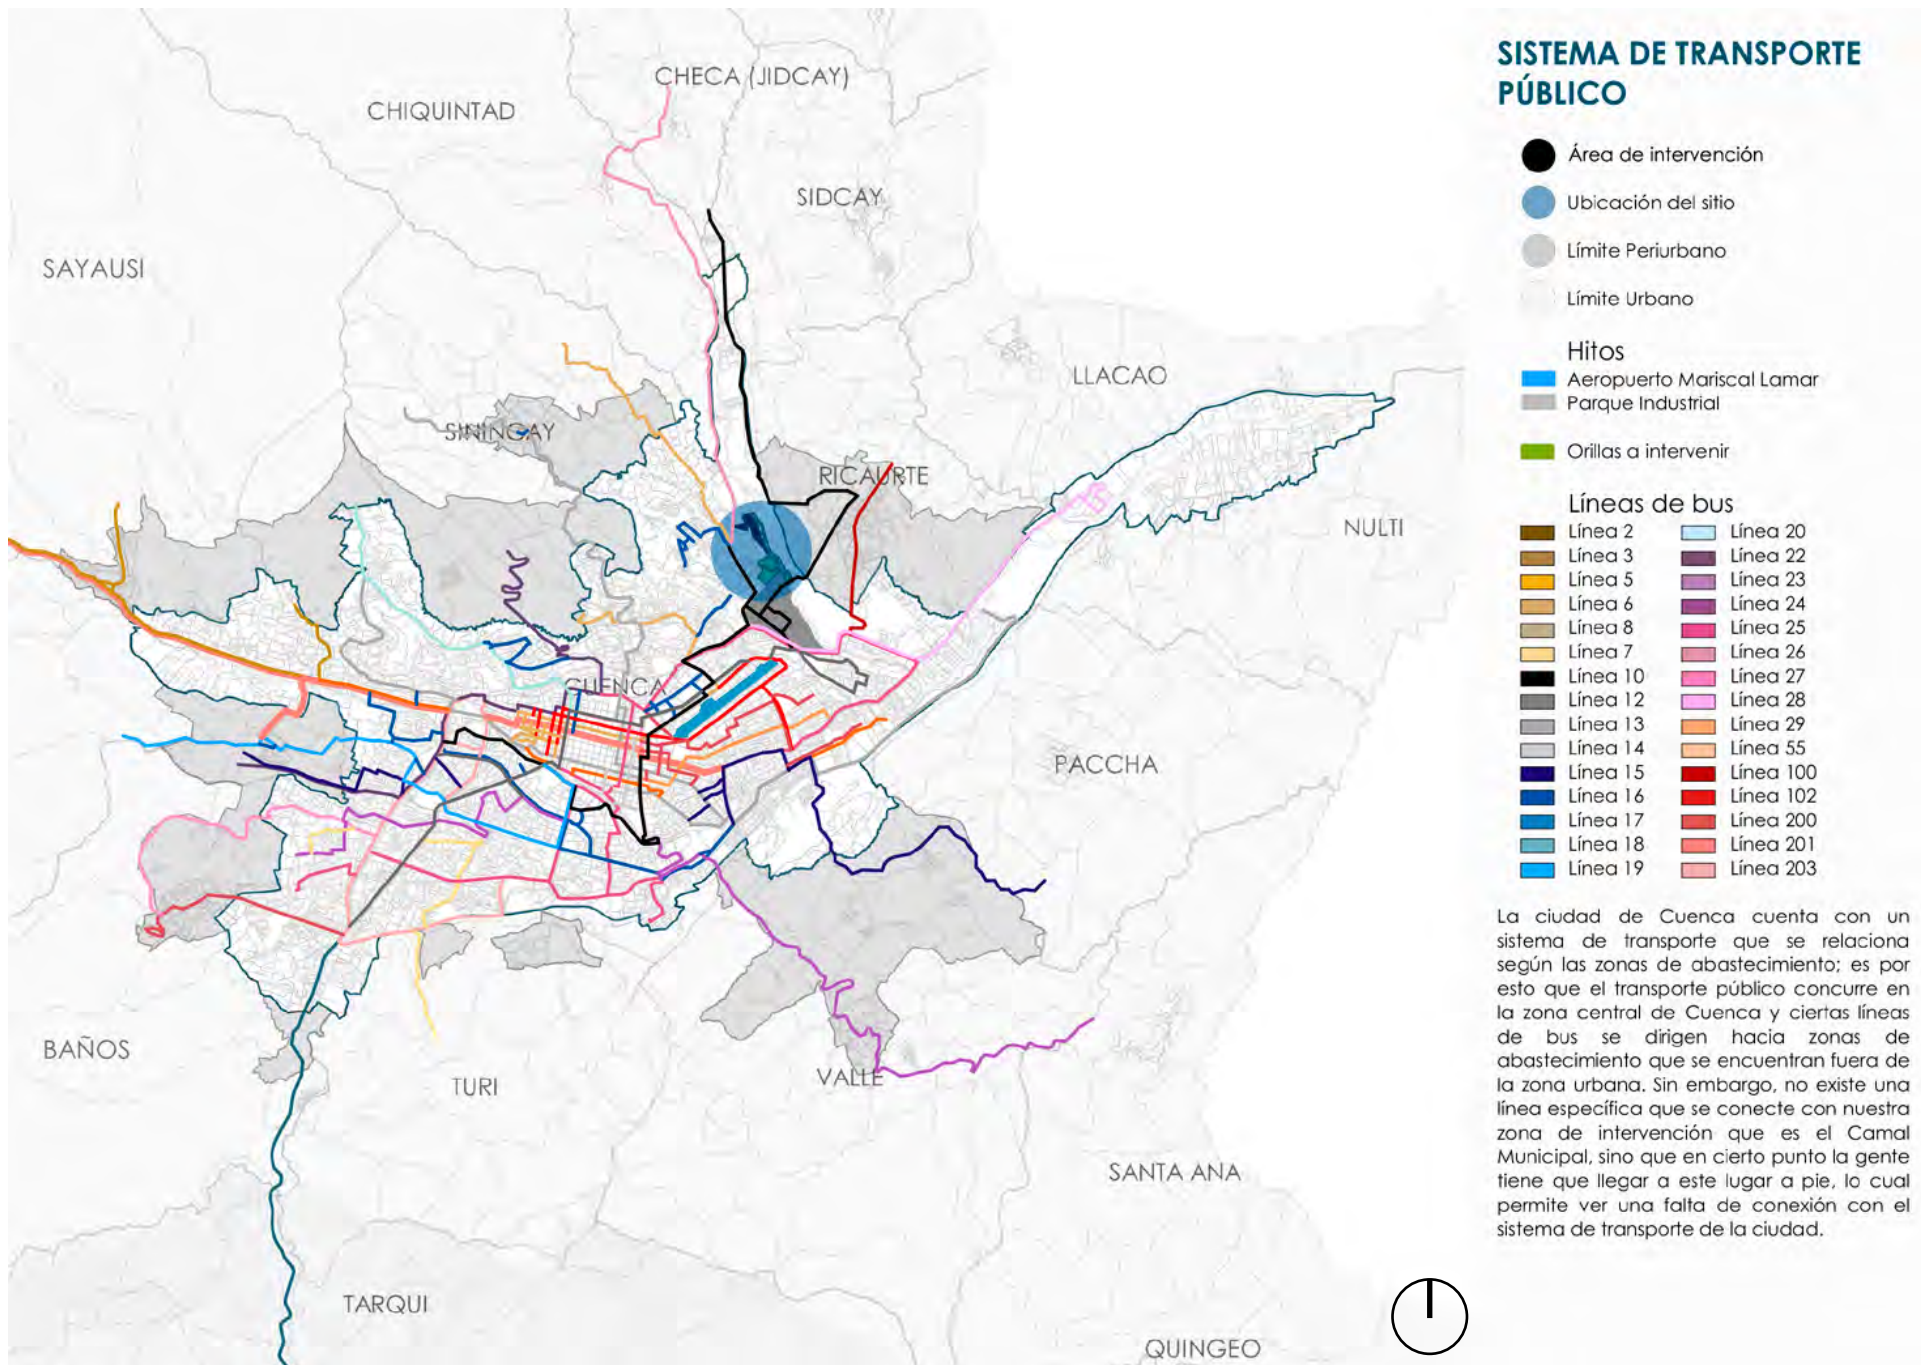 CHECA (JIDCAY)
CHIQUINTAD
SIDCAY
SAYAUSI
LLACAO
SININCAY
RICAURTE
NULTI
CUENCA
PACCHA
BAÑOS
TURI
VALLE
SANTA ANA
TARQUI
QUINGEO
SISTEMA DE TRANSPORTE
PÚBLICO
Área de intervención
Ubicación del sitio
Límite Periurbano
Límite Urbano
Hitos
Aeropuerto Mariscal Lamar
Parque Industrial
Orillas a intervenir
Líneas de bus
Línea 2
Línea 3
Línea 5
Línea 6
Línea 8
Línea 7
Línea 10
Línea 12
Línea 13
Línea 14
Línea 15
Línea 16
Línea 17
Línea 18
Línea 19
Línea 20
Línea 22
Línea 23
Línea 24
Línea 25
Línea 26
Línea 27
Línea 28
Línea 29
Línea 55
Línea 100
Línea 102
Línea 200
Línea 201
Línea 203
La ciudad de Cuenca cuenta con un
sistema de transporte que se relaciona
según las zonas de abastecimiento; es por
esto que el transporte público concurre en
la zona central de Cuenca y ciertas líneas
de bus se dirigen hacia zonas de
abastecimiento que se encuentran fuera de
la zona urbana. Sin embargo, no existe una
línea específica que se conecte con nuestra
zona de intervención que es el Camal
Municipal, sino que en cierto punto la gente
tiene que llegar a este lugar a pie, lo cual
permite ver una falta de conexión con el
sistema de transporte de la ciudad.